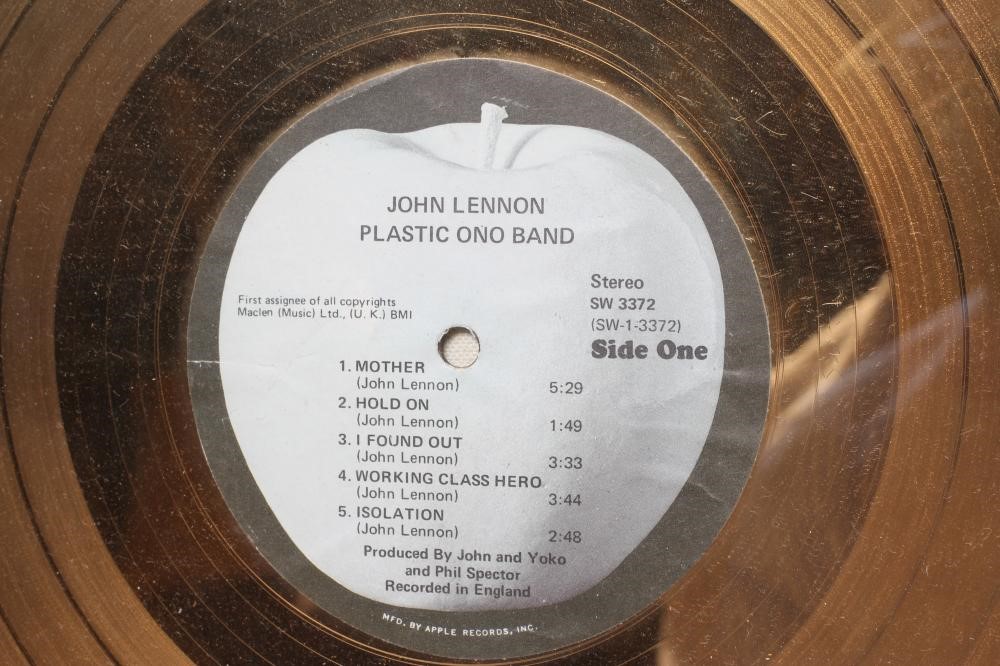 JOHN LENNON
PLASTIC ONO BAND
Stereo
SW 3372
(SW-1-3372)
Side One
First assignee of all copyrights
Maclen (Music) Ltd., (U. K.) BMI
1. MOTHER
(John Lennon) 5:29
2. HOLD ON
(John Lennon) 1:49
3. I FOUND OUT
(John Lennon) 3:33
4. WORKING CLASS HERO
(John Lennon) 3:44
5. ISOLATION
(John Lennon) 2:48
Produced By John and Yoko
and Phil Spector
Recorded in England
MFD. BY APPLE RECORDS, INC.